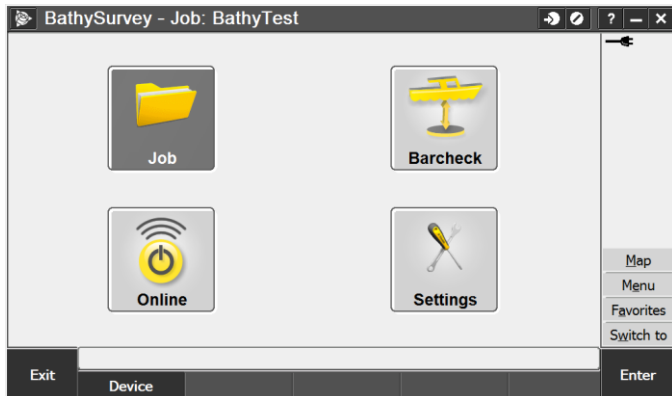 BathySurvey - Job: BathyTest
?
Job
Barcheck
Online
Settings
Map
Menu
Favorites
Switch to
Exit
Device
Enter